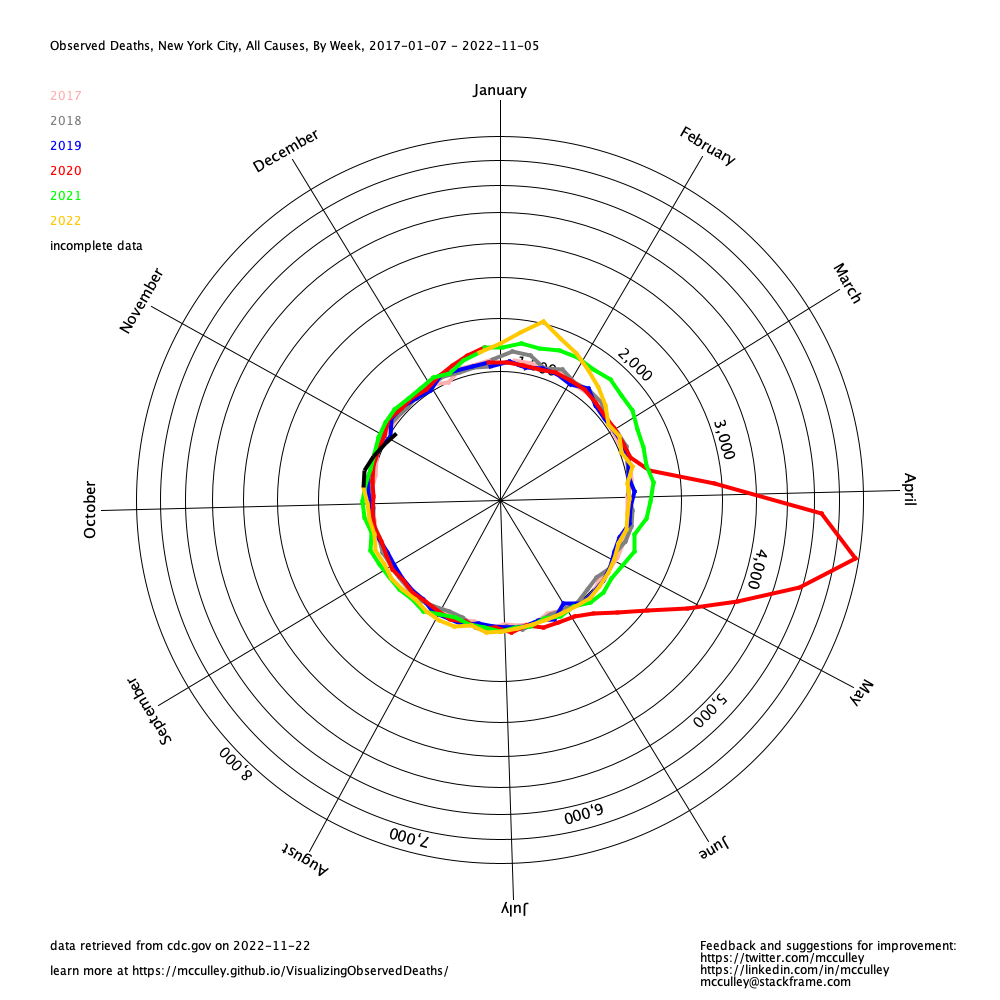 Observed Deaths, New York City, All Causes, By Week, 2017-01-07 - 2022-11-05
2017
2018
2019
2020
2021
2022
incomplete data
January
February
March
April
May
June
July
August
September
October
November
December
2,000
3,000
4,000
5,000
6,000
7,000
8,000
data retrieved from cdc.gov on 2022-11-22
learn more at https://mcculley.github.io/VisualizingObservedDeaths/
Feedback and suggestions for improvement:
https://twitter.com/mcculley
https://linkedin.com/in/mcculley
mcculley@stackframe.com